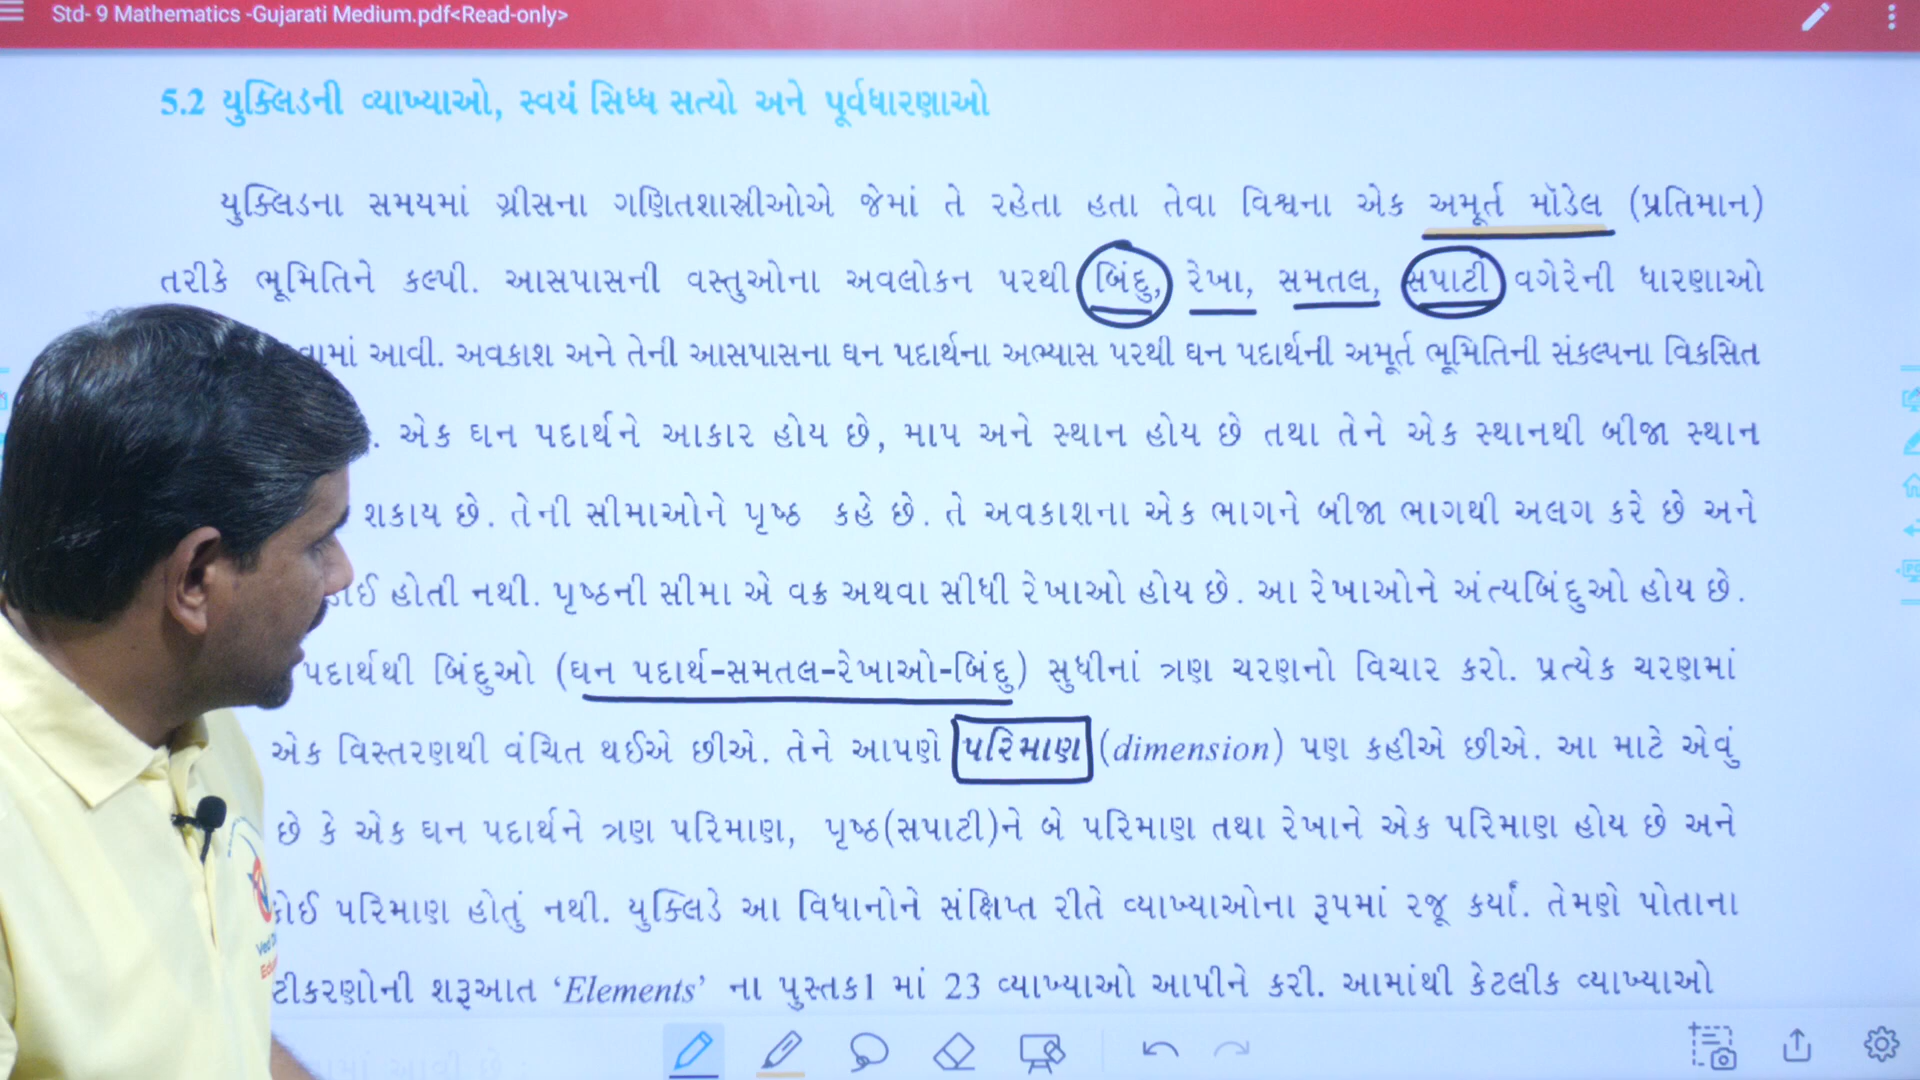 Std- 9 Mathematics -Gujarati Medium.pdf<Read-only>
5.2 યુક્લિડની વ્યાખ્યાઓ, સ્વયં સિધ્ધ સત્યો અને પૂર્વધારણાઓ
યુક્લિડના સમયમાં ગ્રીસના ગણિતશાસ્ત્રીઓએ જેમાં તે રહેતા હતા તેવા વિશ્વના એક અમૂર્ત મૉડેલ (પ્રતિમાન)
તરીકે ભૂમિતિને કલ્પી. આસપાસની વસ્તુઓના અવલોકન પરથી બિંદુ, રેખા, સમતલ, સપાટી વગેરેની ધારણાઓ
વામાં આવી. અવકાશ અને તેની આસપાસના ઘન પદાર્થના અભ્યાસ પરથી ઘન પદાર્થની અમૂર્ત ભૂમિતિની સંકલ્પના વિકસિત
. એક ઘન પદાર્થને આકાર હોય છે, માપ અને સ્થાન હોય છે તથા તેને એક સ્થાનથી બીજા સ્થાન
શકાય છે. તેની સીમાઓને પૃષ્ઠ કહે છે. તે અવકાશના એક ભાગને બીજા ભાગથી અલગ કરે છે અને
હોતી નથી. પૃષ્ઠની સીમા એ વક્ર અથવા સીધી રેખાઓ હોય છે. આ રેખાઓને અંત્યબિંદુઓ હોય છે.
પદાર્થથી બિંદુઓ (ઘન પદાર્થ-સમતલ-રેખાઓ-બિંદુ) સુધીનાં ત્રણ ચરણનો વિચાર કરો. પ્રત્યેક ચરણમાં
એક વિસ્તરણથી વંચિત થઈએ છીએ. તેને આપણે પરિમાણ (dimension) પણ કહીએ છીએ. આ માટે એવું
છે કે એક ઘન પદાર્થને ત્રણ પરિમાણ, પૃષ્ઠ(સપાટી)ને બે પરિમાણ તથા રેખાને એક પરિમાણ હોય છે અને
કોઈ પરિમાણ હોતું નથી. યુક્લિડે આ વિધાનોને સંક્ષિપ્ત રીતે વ્યાખ્યાઓના રૂપમાં રજૂ કર્યાં. તેમણે પોતાના
ટીકરણોની શરૂઆત ‘Elements’ ના પુસ્તક1 માં 23 વ્યાખ્યાઓ આપીને કરી. આમાંથી કેટલીક વ્યાખ્યાઓ